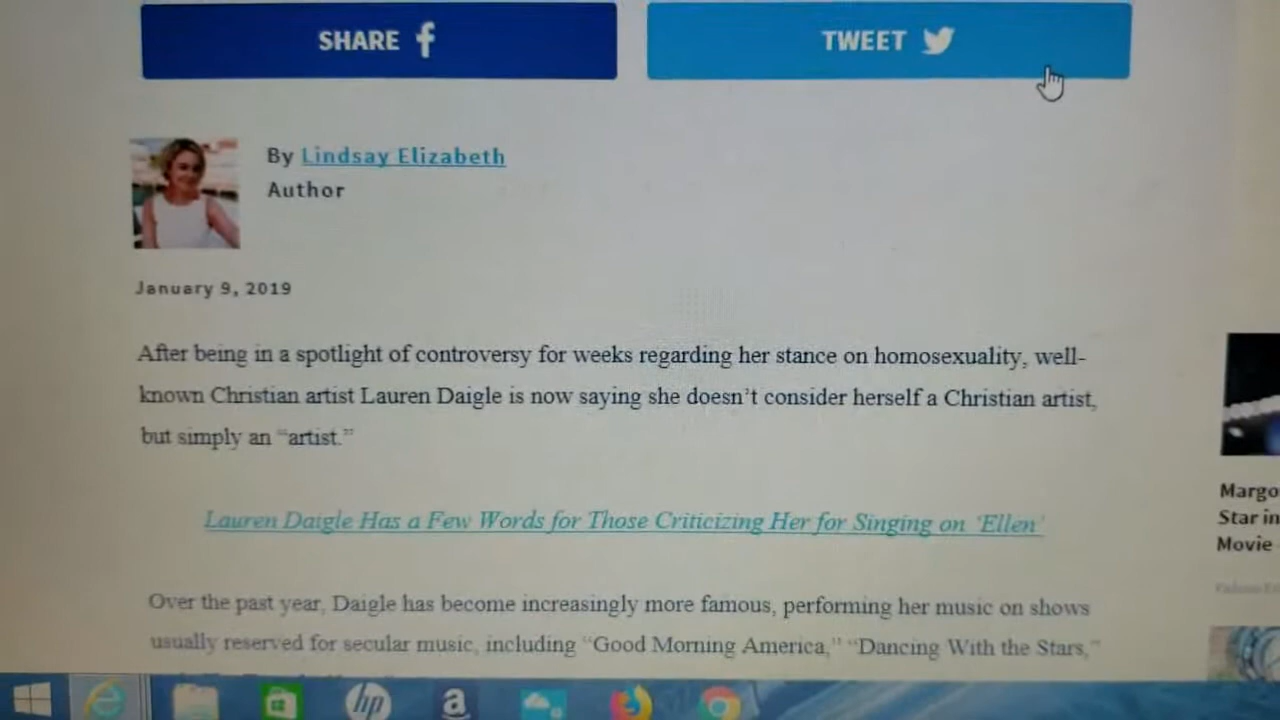 SHARE f
TWEET
By Lindsay Elizabeth
Author
January 9, 2019
After being in a spotlight of controversy for weeks regarding her stance on homosexuality, well-
known Christian artist Lauren Daigle is now saying she doesn't consider herself a Christian artist,
but simply an “artist.”
Lauren Daigle Has a Few Words for Those Criticizing Her for Singing on ‘Ellen’
Over the past year, Daigle has become increasingly more famous, performing her music on shows
usually reserved for secular music, including “Good Morning America,” “Dancing With the Stars,”
Margo
Star in
Movie
hp
a